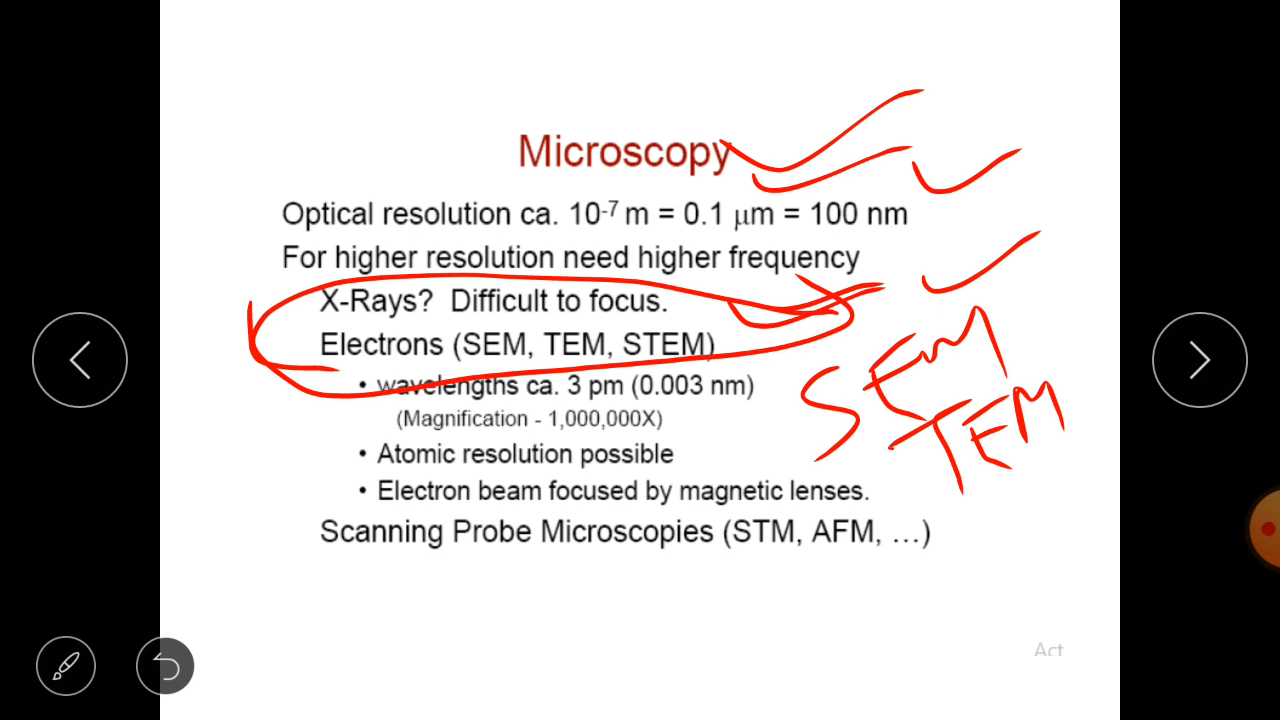 Microscopy
Optical resolution ca. 10⁻⁷ m = 0.1 μm = 100 nm
For higher resolution need higher frequency
X-Rays? Difficult to focus.
Electrons (SEM, TEM, STEM)
• wavelengths ca. 3 pm (0.003 nm)
(Magnification - 1,000,000X)
• Atomic resolution possible
• Electron beam focused by magnetic lenses.
Scanning Probe Microscopies (STM, AFM, …)
SEM
TEM
Act